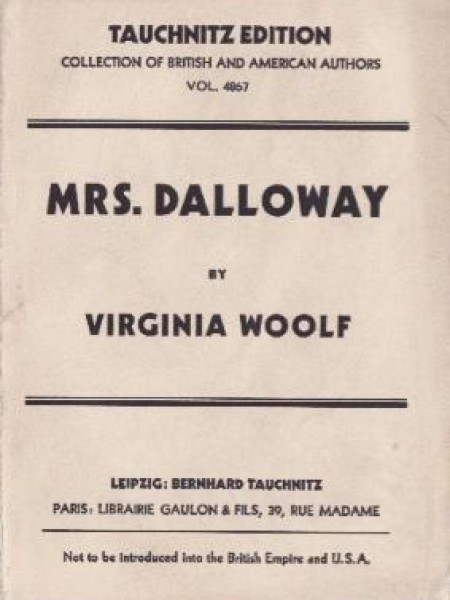 TAUCHNITZ EDITION
COLLECTION OF BRITISH AND AMERICAN AUTHORS
VOL. 4867
MRS. DALLOWAY
BY
VIRGINIA WOOLF
LEIPZIG: BERNHARD TAUCHNITZ
PARIS: LIBRAIRIE GAULON & FILS, 39, RUE MADAME
Not to be introduced into the British Empire and U.S.A.